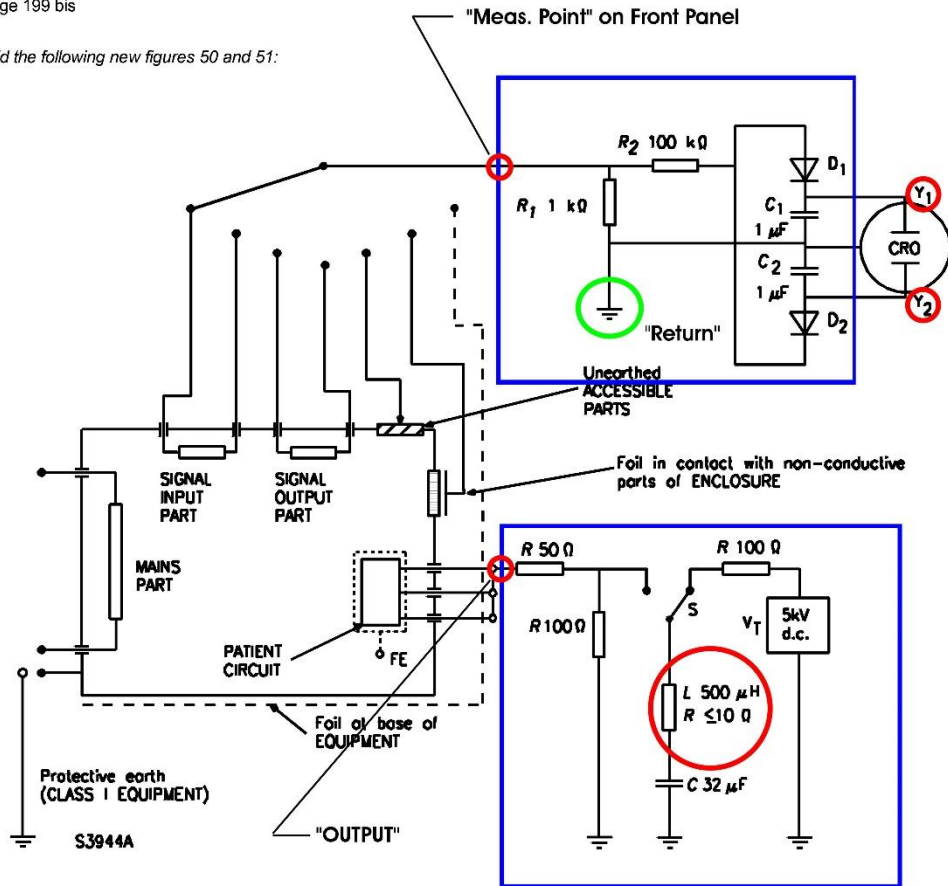 ge 199 bis
"Meas. Point" on Front Panel
d the following new figures 50 and 51:
R2 100 kΩ
D1
R1 1 kΩ
C1
1 μF
Y1
CRO
C2
1 μF
Y2
D2
"Return"
Unearthed
ACCESSIBLE
PARTS
SIGNAL
INPUT
PART
SIGNAL
OUTPUT
PART
Foil in contact with non-conductive
parts of ENCLOSURE
MAINS
PART
R 50 Ω
R 100 Ω
S
R 100 Ω
VT
5kV
d.c.
PATIENT
CIRCUIT
FE
L 500 μH
R ≤10 Ω
Foil at base of
EQUIPMENT
C 32 μF
Protective earth
(CLASS I EQUIPMENT)
S3944A
"OUTPUT"